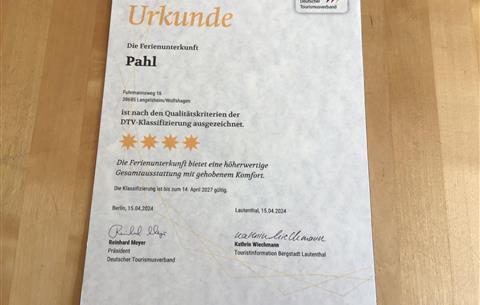 Deutscher
Tourismusverband
Urkunde
Die Ferienunterkunft
Pahl
Fuhrmannsweg 16
38685 Langelsheim/Wolfshagen
ist nach den Qualitätskriterien der
DTV-Klassifizierung ausgezeichnet.
Die Ferienunterkunft bietet eine höherwertige
Gesamtausstattung mit gehobenem Komfort.
Die Klassifizierung ist bis zum 14. April 2027 gültig.
Berlin, 15.04.2024
Lautenthal, 15.04.2024
Reinhard Meyer
Präsident
Deutscher Tourismusverband
Kathrin Wiechmann
Kathrin Wiechmann
Touristinformation Bergstadt Lautenthal